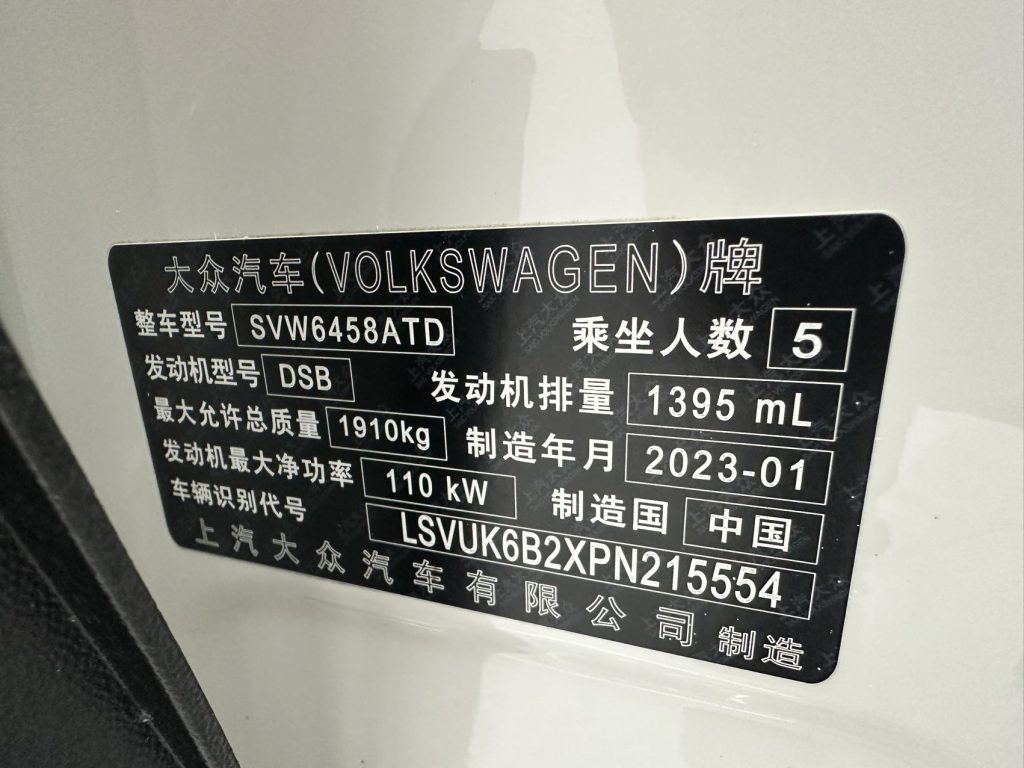 大众汽车(VOLKSWAGEN)牌
整车型号 SVW6458ATD 乘坐人数 5
发动机型号 DSB 发动机排量 1395 mL
最大允许总质量 1910kg 制造年月 2023-01
发动机最大净功率 110 kW 制造国 中国
车辆识别代号 LSVUK6B2XPN215554
上汽大众汽车有限公司制造